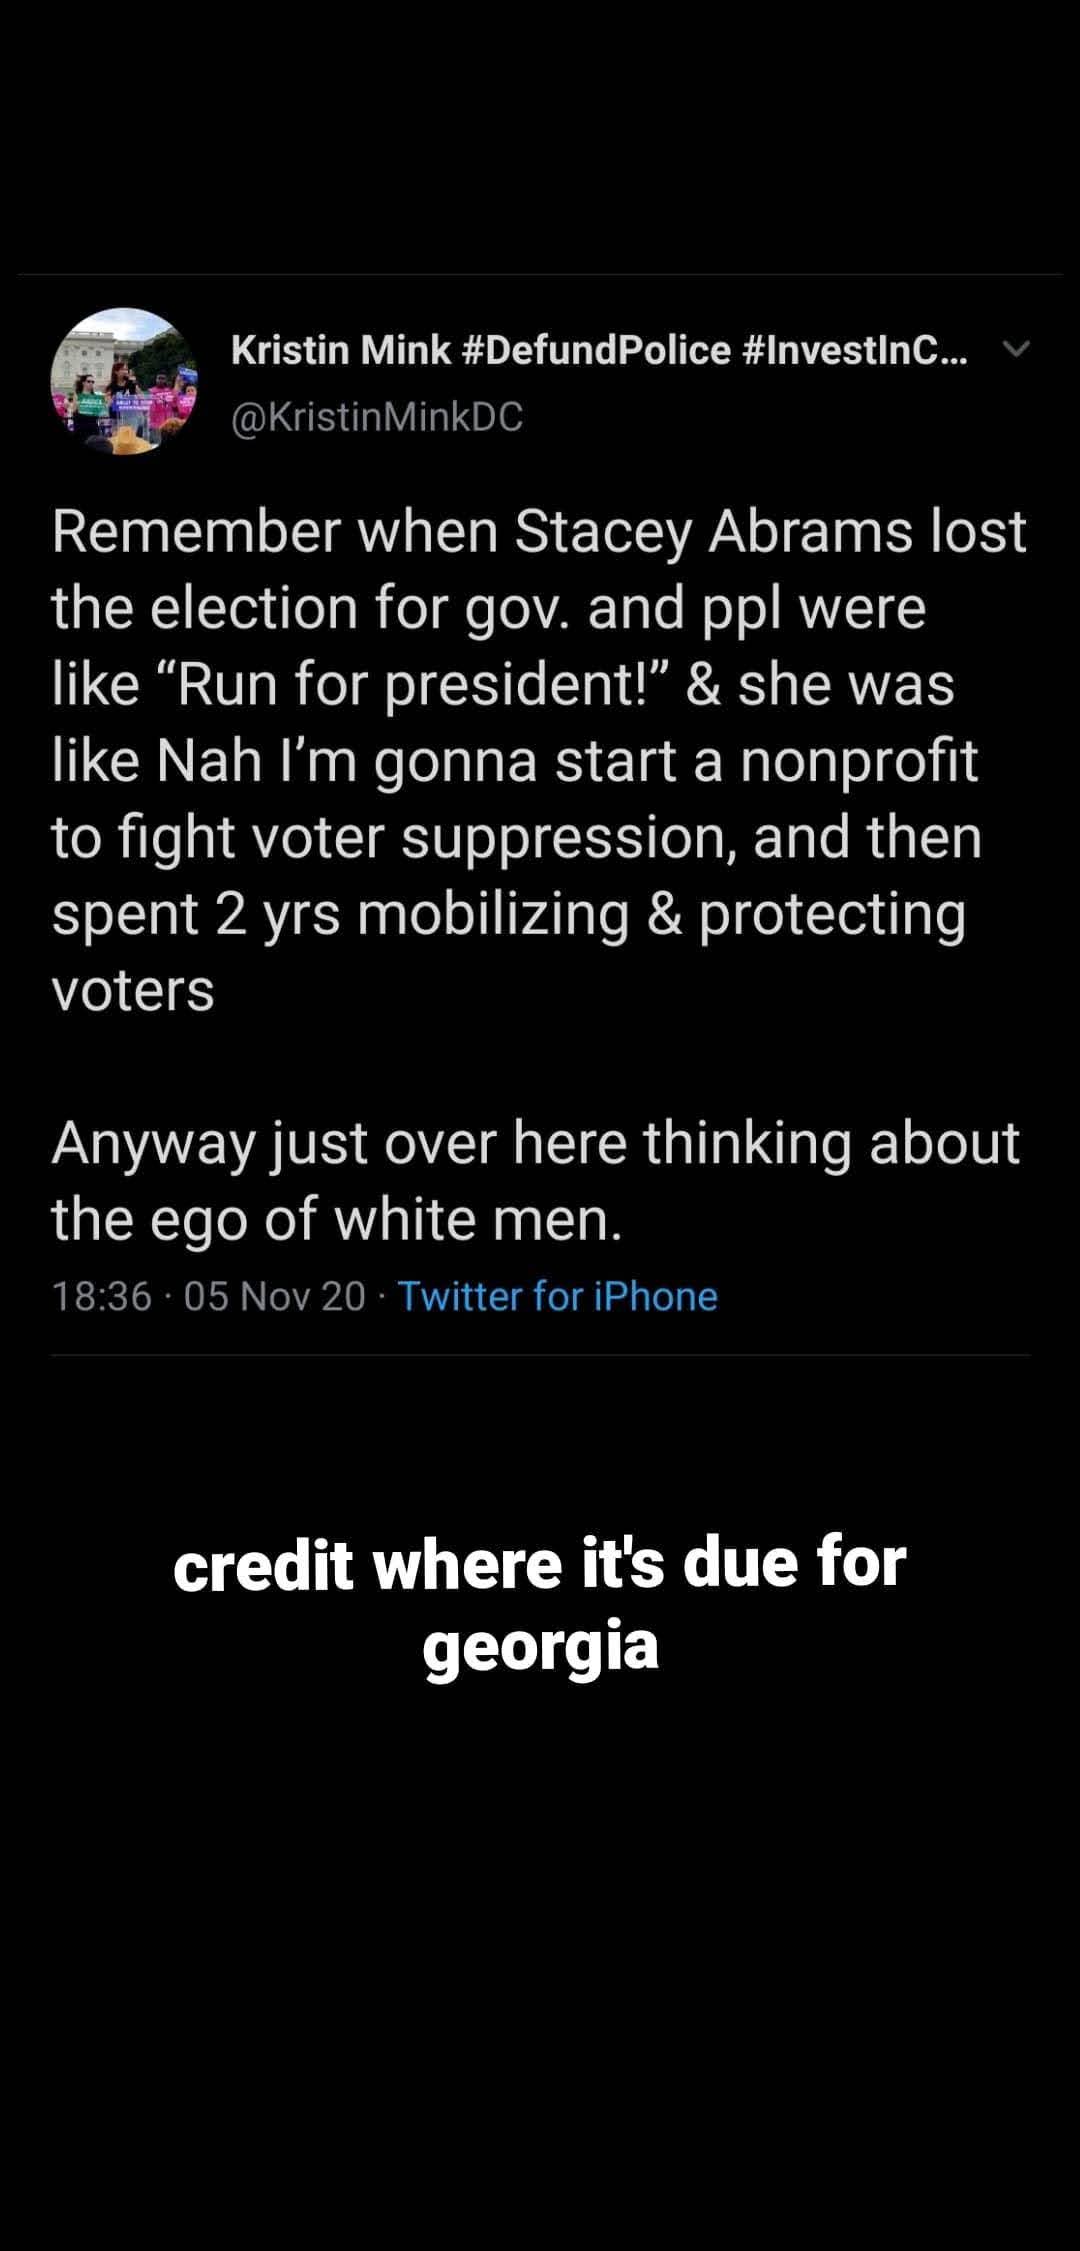 Kristin Mink #DefundPolice #InvestInC...
@KristinMinkDC
Remember when Stacey Abrams lost
the election for gov. and ppl were
like “Run for president!” & she was
like Nah I’m gonna start a nonprofit
to fight voter suppression, and then
spent 2 yrs mobilizing & protecting
voters
Anyway just over here thinking about
the ego of white men.
18:36 · 05 Nov 20 · Twitter for iPhone
credit where it's due for
georgia